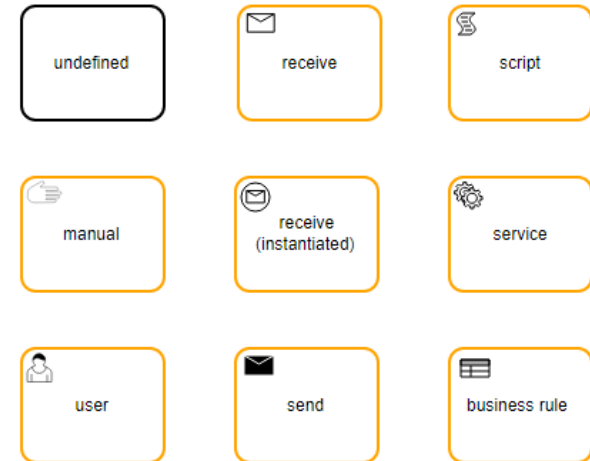 undefined
receive
script
manual
receive
(instantiated)
service
user
send
business rule